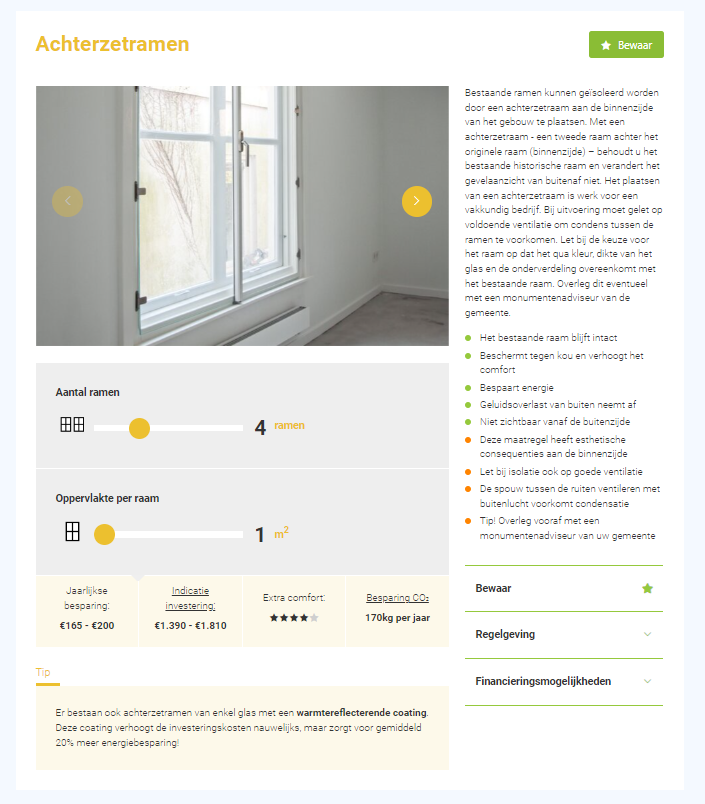 Achterzetramen
Bewaar
Bestaande ramen kunnen geïsoleerd worden
door een achterzetraam aan de binnenzijde
van het gebouw te plaatsen. Met een
achterzetraam - een tweede raam achter het
originele raam (binnenzijde) – behoudt u het
bestaande historische raam en verandert het
gevelaanzicht van buitenaf niet. Het plaatsen
van een achterzetraam is werk voor een
vakkundig bedrijf. Bij uitvoering moet gelet op
voldoende ventilatie om condens tussen de
ramen te voorkomen. Let bij de keuze voor
het raam op dat het qua kleur, dikte van het
glas en de onderverdeling overeenkomt met
het bestaande raam. Overleg dit eventueel
met een monumentenadviseur van de
gemeente.
Het bestaande raam blijft intact
Beschermt tegen kou en verhoogt het
comfort
Bespaart energie
Geluidsoverlast van buiten neemt af
Niet zichtbaar vanaf de buitenzijde
Deze maatregel heeft esthetische
consequenties aan de binnenzijde
Let bij isolatie ook op goede ventilatie
De spouw tussen de ruiten ventileren met
buitenlucht voorkomt condensatie
Tip! Overleg vooraf met een
monumentenadviseur van uw gemeente
Bewaar
Regelgeving
Financieringsmogelijkheden
Aantal ramen
4 ramen
Oppervlakte per raam
1 m²
Jaarlijkse
besparing:
€165 - €200
Indicatie
investering:
€1.390 - €1.810
Extra comfort:
Besparing CO₂
170kg per jaar
Tip
Er bestaan ook achterzetramen van enkel glas met een warmtereflecterende coating.
Deze coating verhoogt de investeringskosten nauwelijks, maar zorgt voor gemiddeld
20% meer energiebesparing!